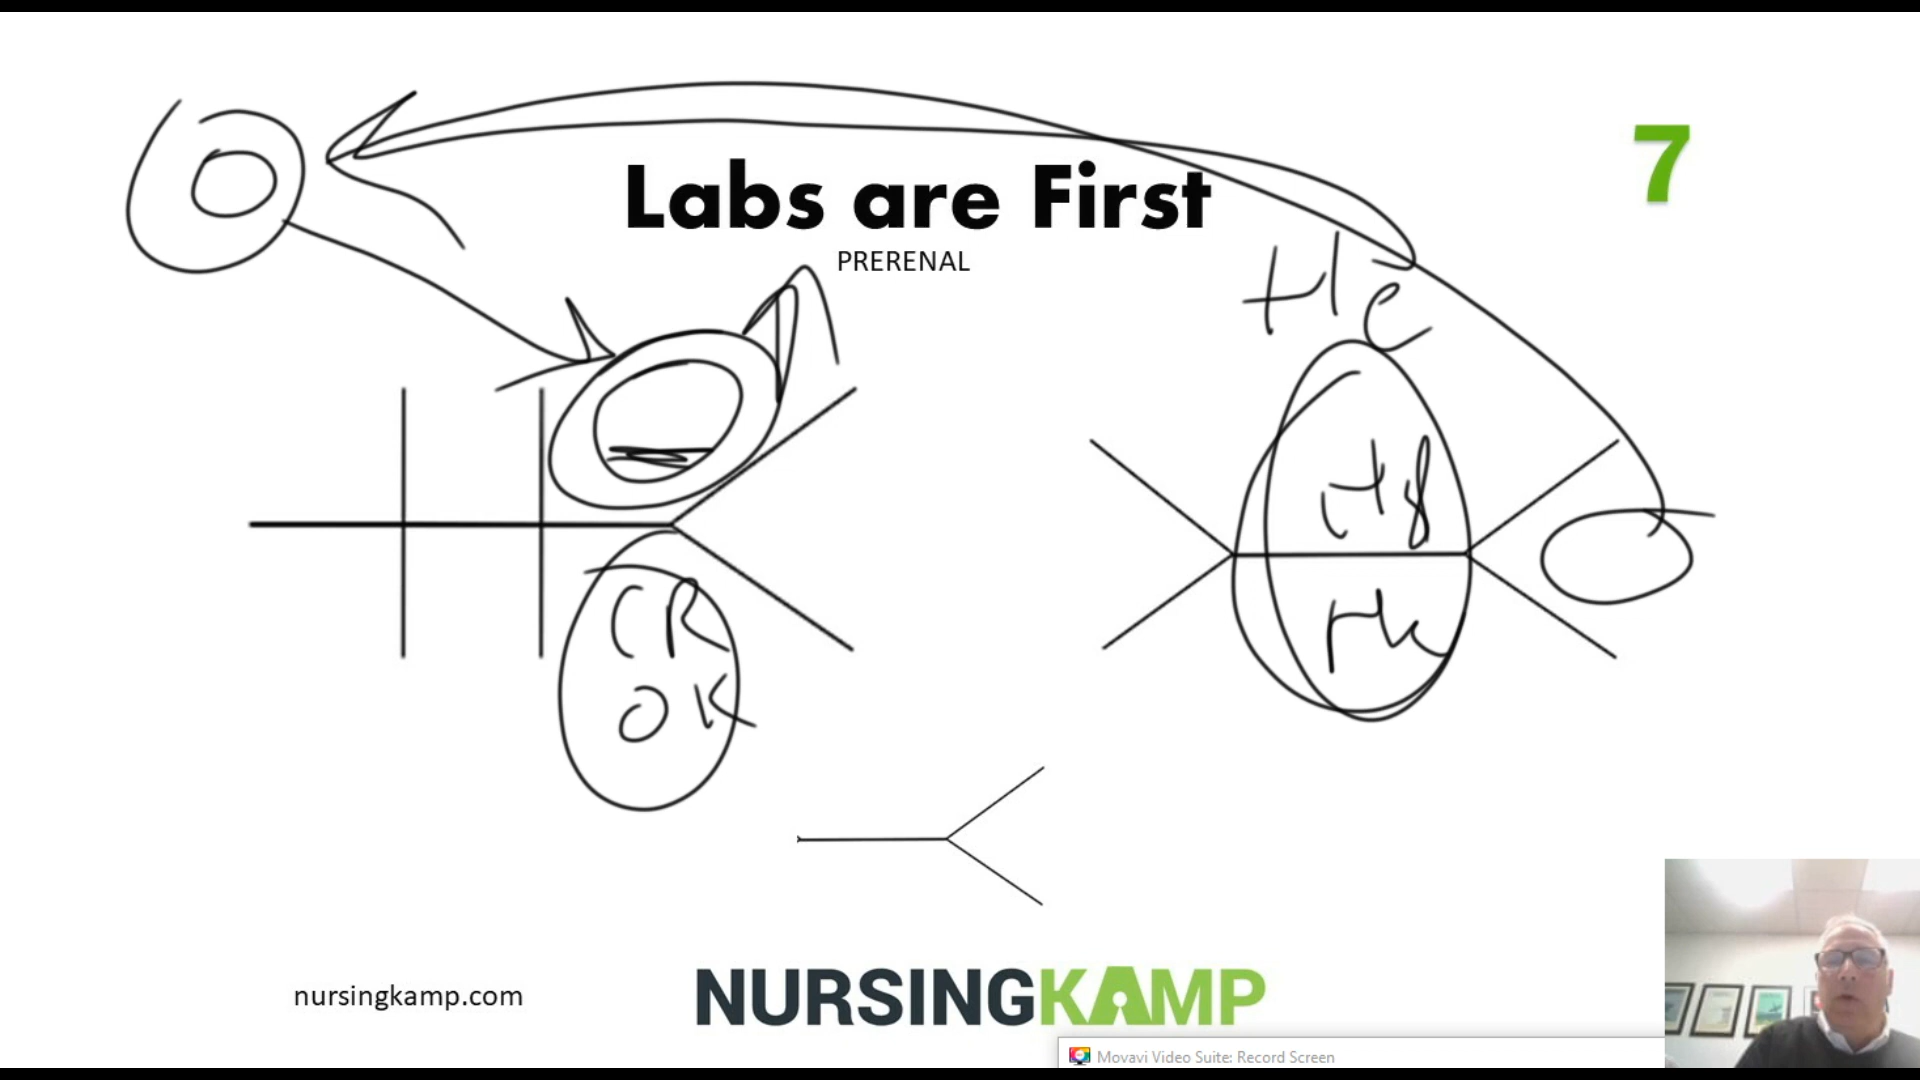 7
Labs are First
PRERENAL
CR
OK
nursingkamp.com
NURSINGKAMP
Movavi Video Suite: Record Screen